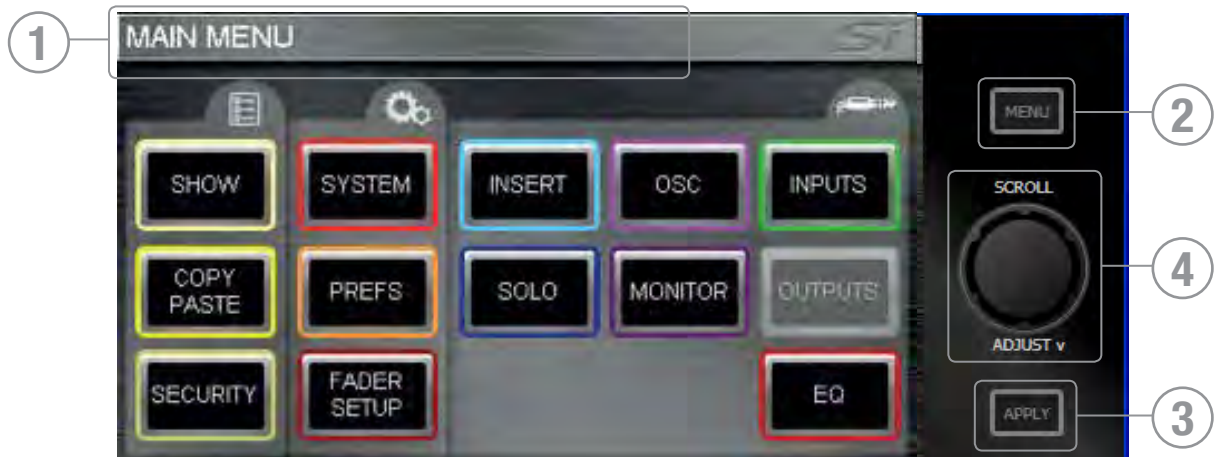 1
MAIN MENU
Si
2
MENU
SHOW
SYSTEM
INSERT
OSC
INPUTS
SCROLL
4
COPY
PASTE
PREFS
SOLO
MONITOR
OUTPUTS
ADJUST v
SECURITY
FADER
SETUP
EQ
APPLY
3